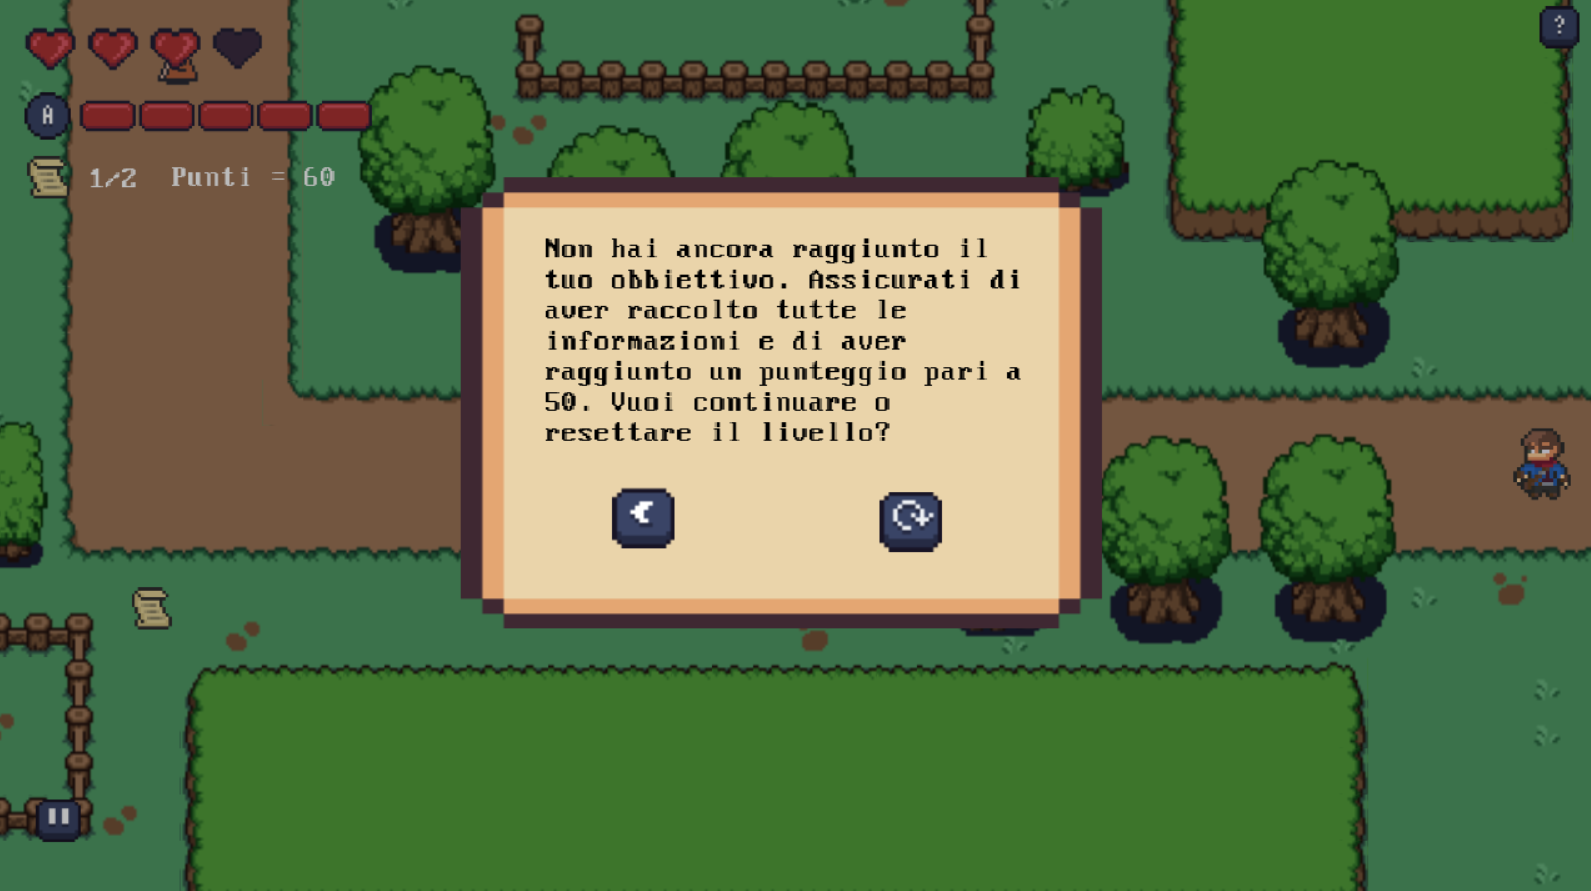 ?
A
1/2 Punti = 60
Non hai ancora raggiunto il
tuo obbiettivo. Assicurati di
aver raccolto tutte le
informazioni e di aver
raggiunto un punteggio pari a
50. Vuoi continuare o
resettare il livello?